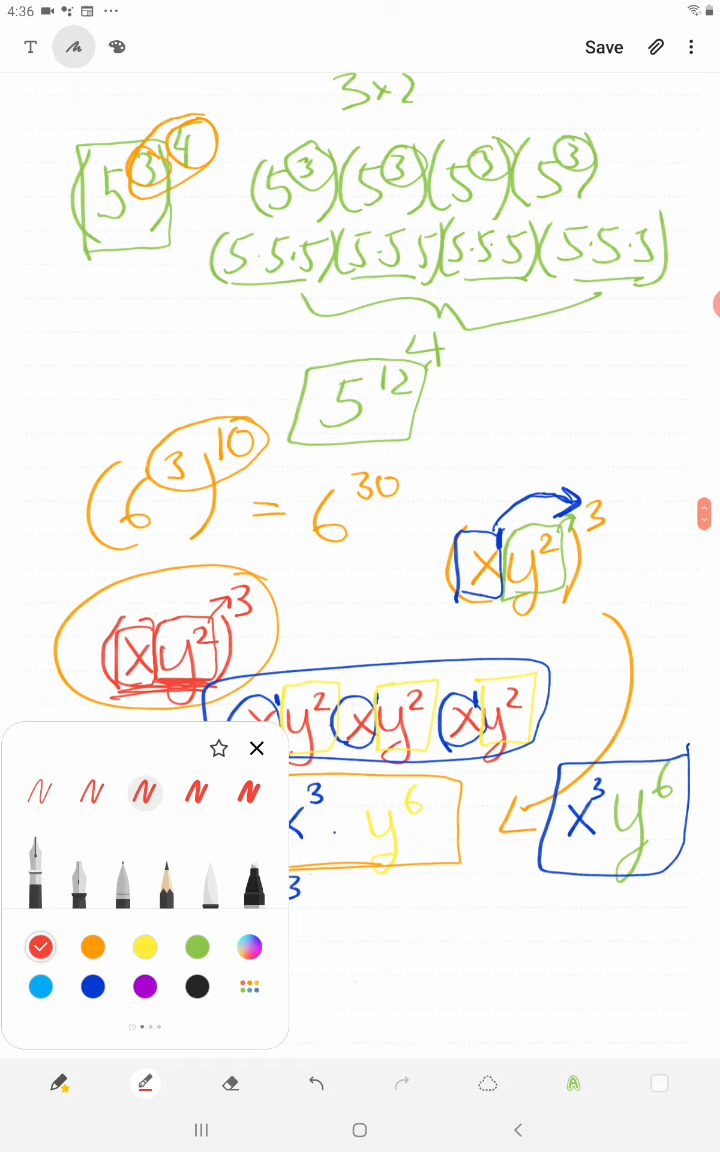 4:36
T Save
3 × 2
(5³)⁴ (5³)(5³)(5³)(5³)
(5·5·5)(5·5·5)(5·5·5)(5·5·5)
4
5¹²
(6³)¹⁰ = 6³⁰
(xy²)³
(xy²)³
xy² xy² xy²
x³ · y⁶
x³y⁶
3
A